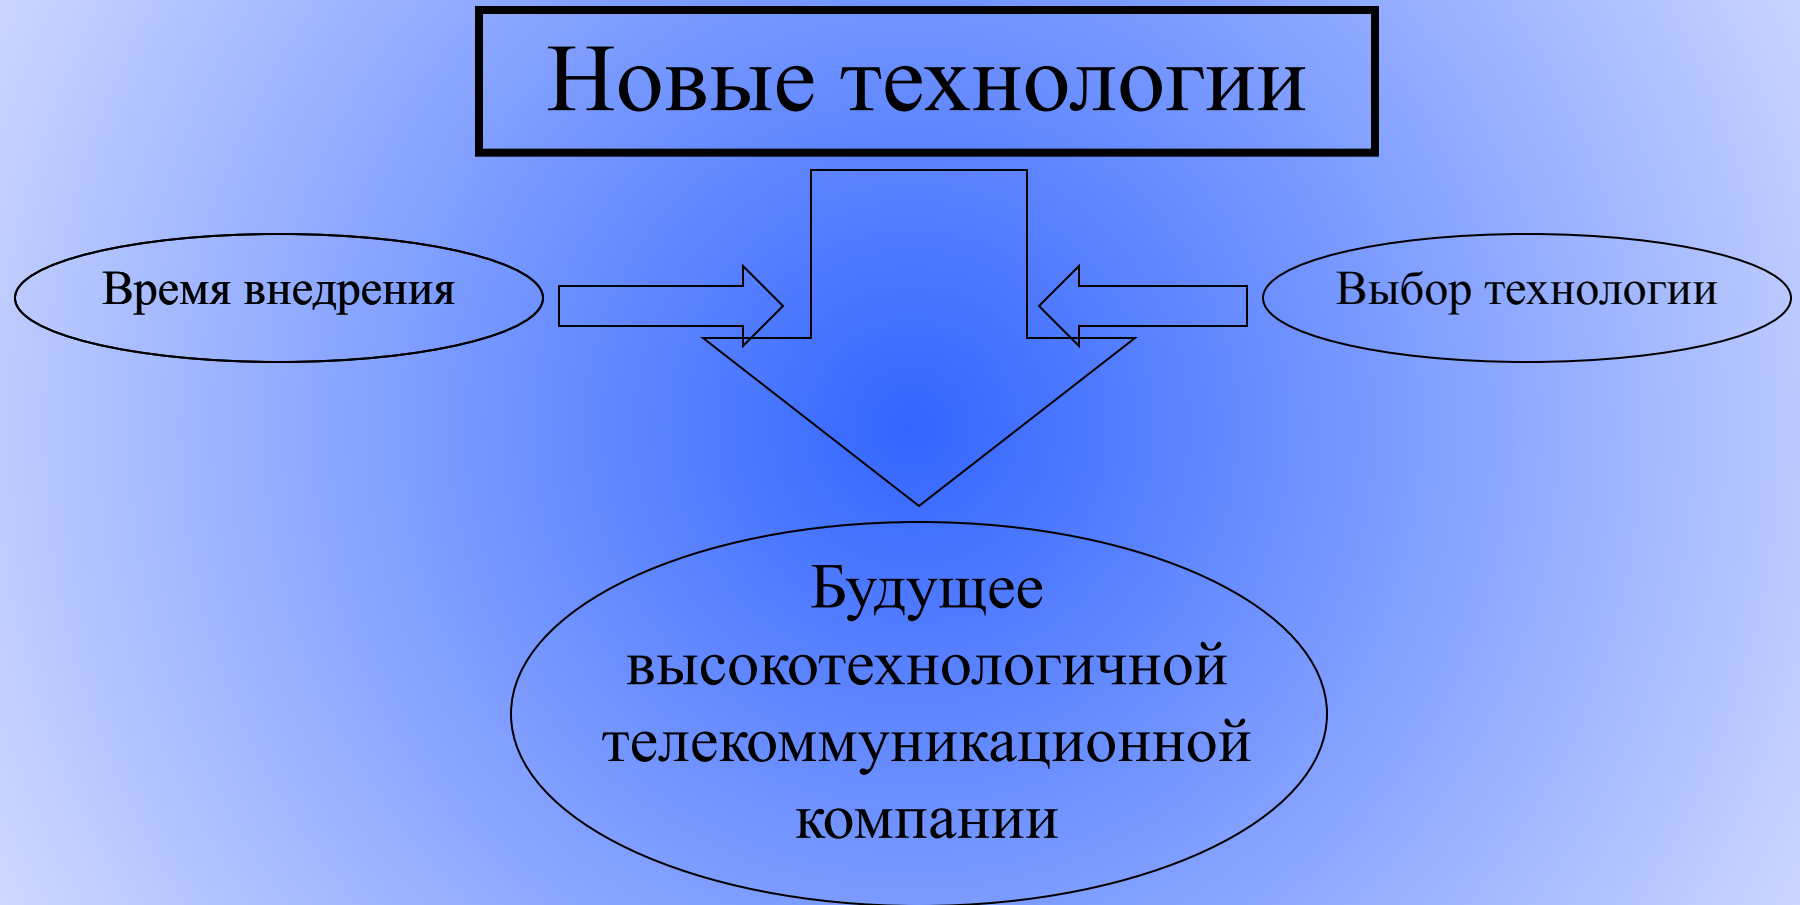 Новые технологии
Время внедрения
Выбор технологии
Будущее
высокотехнологичной
телекоммуникационной
компании